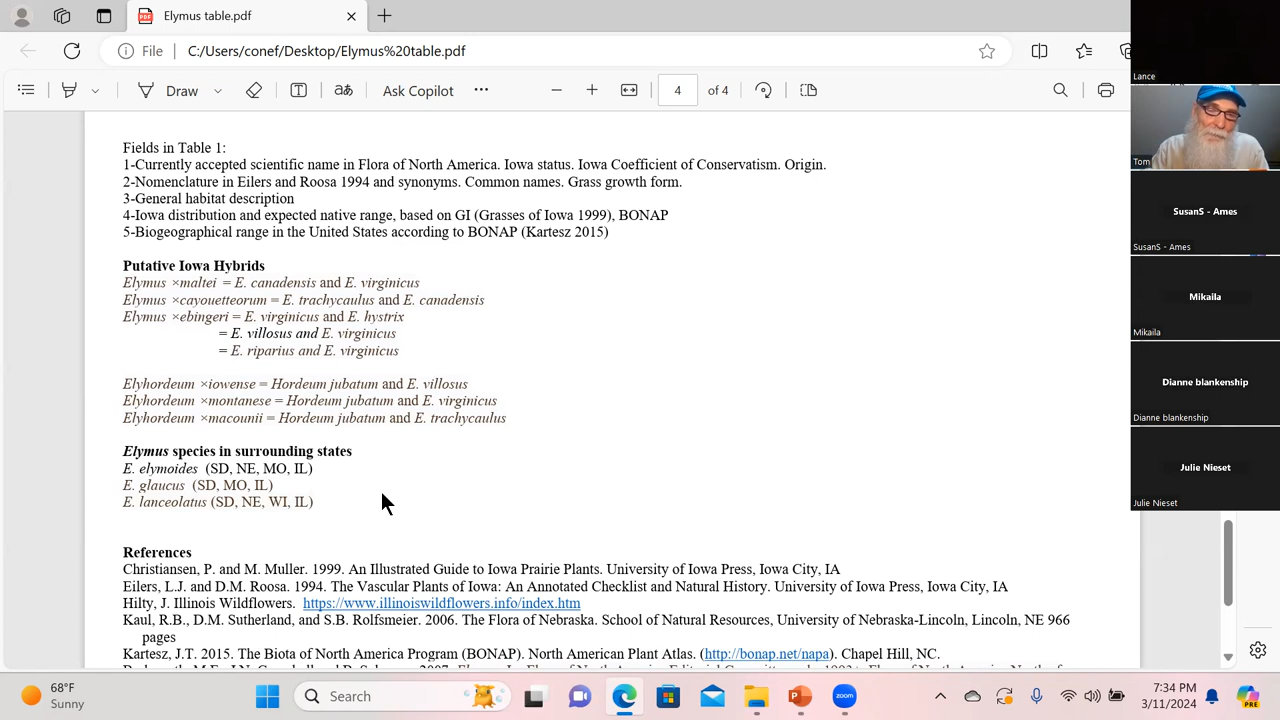 Elymus table.pdf
File C:/Users/conef/Desktop/Elymus%20table.pdf
Draw aあ Ask Copilot 4 of 4
Fields in Table 1:
1-Currently accepted scientific name in Flora of North America. Iowa status. Iowa Coefficient of Conservatism. Origin.
2-Nomenclature in Eilers and Roosa 1994 and synonyms. Common names. Grass growth form.
3-General habitat description
4-Iowa distribution and expected native range, based on GI (Grasses of Iowa 1999), BONAP
5-Biogeographical range in the United States according to BONAP (Kartesz 2015)
Putative Iowa Hybrids
Elymus ×maltei = E. canadensis and E. virginicus
Elymus ×cayouetteorum = E. trachycaulus and E. canadensis
Elymus ×ebingeri = E. virginicus and E. hystrix
= E. villosus and E. virginicus
= E. riparius and E. virginicus
Elyhordeum ×iowense = Hordeum jubatum and E. villosus
Elyhordeum ×montanese = Hordeum jubatum and E. virginicus
Elyhordeum ×macounii = Hordeum jubatum and E. trachycaulus
Elymus species in surrounding states
E. elymoides (SD, NE, MO, IL)
E. glaucus (SD, MO, IL)
E. lanceolatus (SD, NE, WI, IL)
References
Christiansen, P. and M. Muller. 1999. An Illustrated Guide to Iowa Prairie Plants. University of Iowa Press, Iowa City, IA
Eilers, L.J. and D.M. Roosa. 1994. The Vascular Plants of Iowa: An Annotated Checklist and Natural History. University of Iowa Press, Iowa City, IA
Hilty, J. Illinois Wildflowers. https://www.illinoiswildflowers.info/index.htm
Kaul, R.B., D.M. Sutherland, and S.B. Rolfsmeier. 2006. The Flora of Nebraska. School of Natural Resources, University of Nebraska-Lincoln, Lincoln, NE 966
pages
Kartesz, J.T. 2015. The Biota of North America Program (BONAP). North American Plant Atlas. (http://bonap.net/napa). Chapel Hill, NC.
Lance
Tom
SusanS - Ames
SusanS - Ames
Mikaila
Mikaila
Dianne blankenship
Dianne blankenship
Julie Nieset
Julie Nieset
68°F
Sunny
Search
zoom
7:34 PM
3/11/2024
PRE